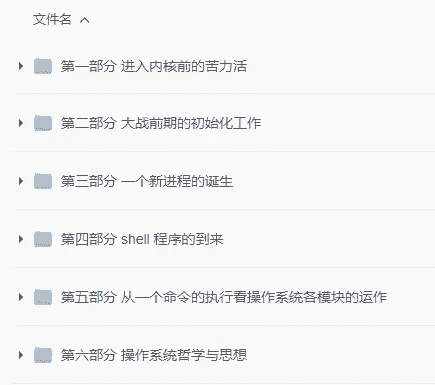 文件名
第一部分 进入内核前的苦力活
第二部分 大战前期的初始化工作
第三部分 一个新进程的诞生
第四部分 shell 程序的到来
第五部分 从一个命令的执行看操作系统各模块的运作
第六部分 操作系统哲学与思想